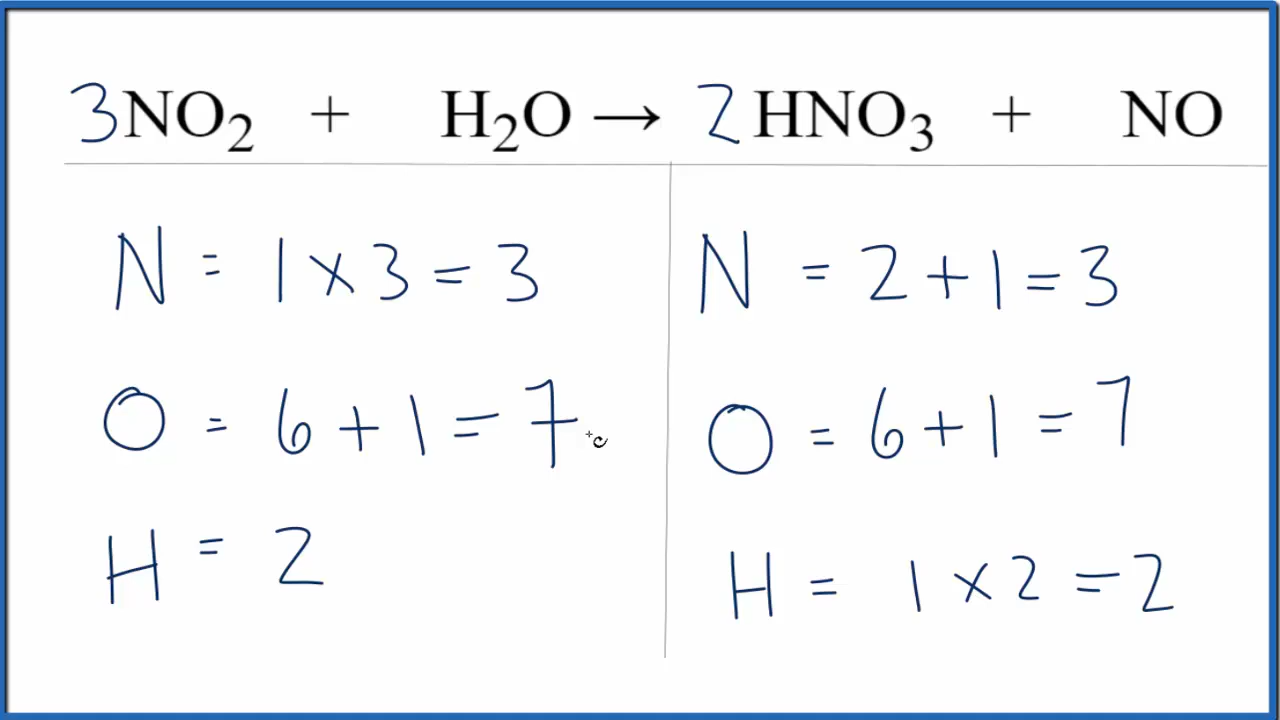 3NO₂ + H₂O → 2HNO₃ + NO
N = 1 × 3 = 3
O = 6 + 1 = 7
H = 2
N = 2 + 1 = 3
O = 6 + 1 = 7
H = 1 × 2 = 2